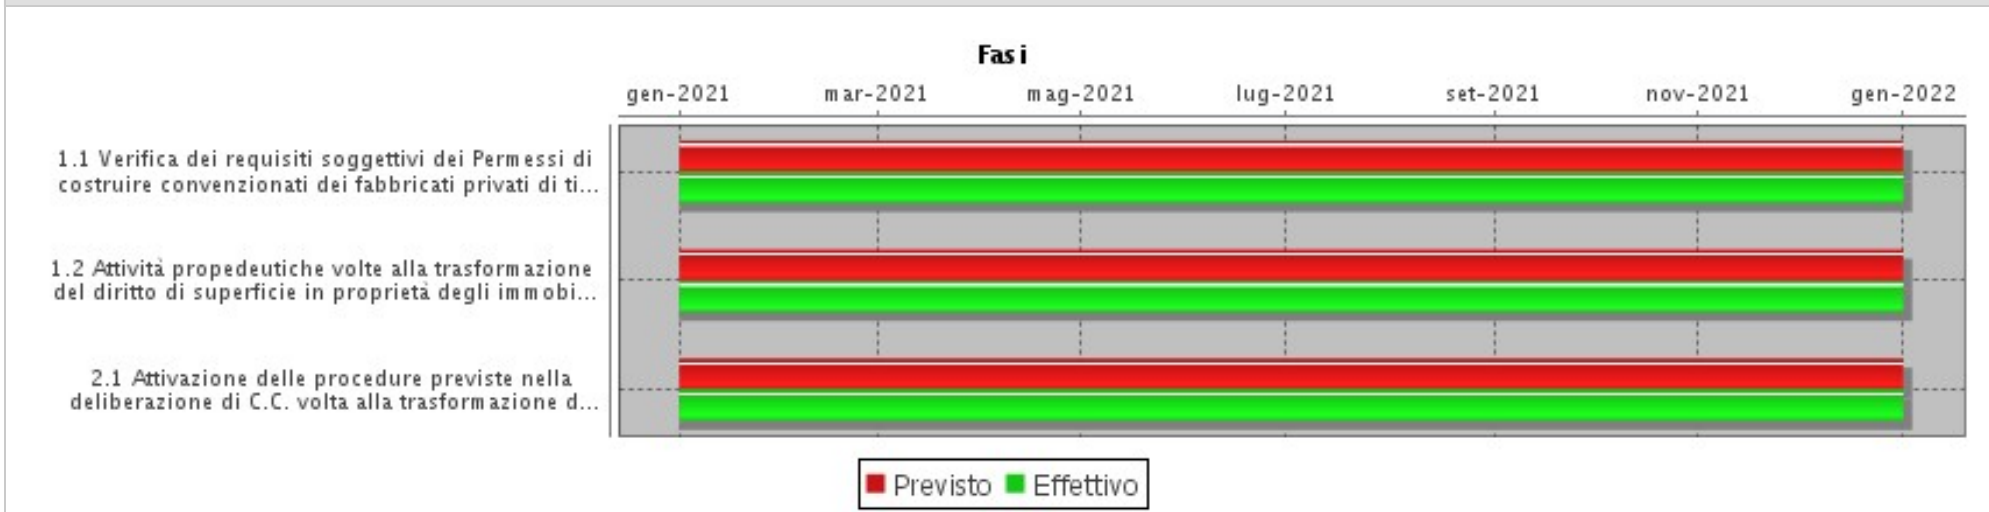 Fasi
gen-2021 mar-2021 mag-2021 lug-2021 set-2021 nov-2021 gen-2022
1.1 Verifica dei requisiti soggettivi dei Permessi di
costruire convenzionati dei fabbricati privati di ti...
1.2 Attività propedeutiche volte alla trasformazione
del diritto di superficie in proprietà degli immobi...
2.1 Attivazione delle procedure previste nella
deliberazione di C.C. volta alla trasformazione d...
Previsto Effettivo